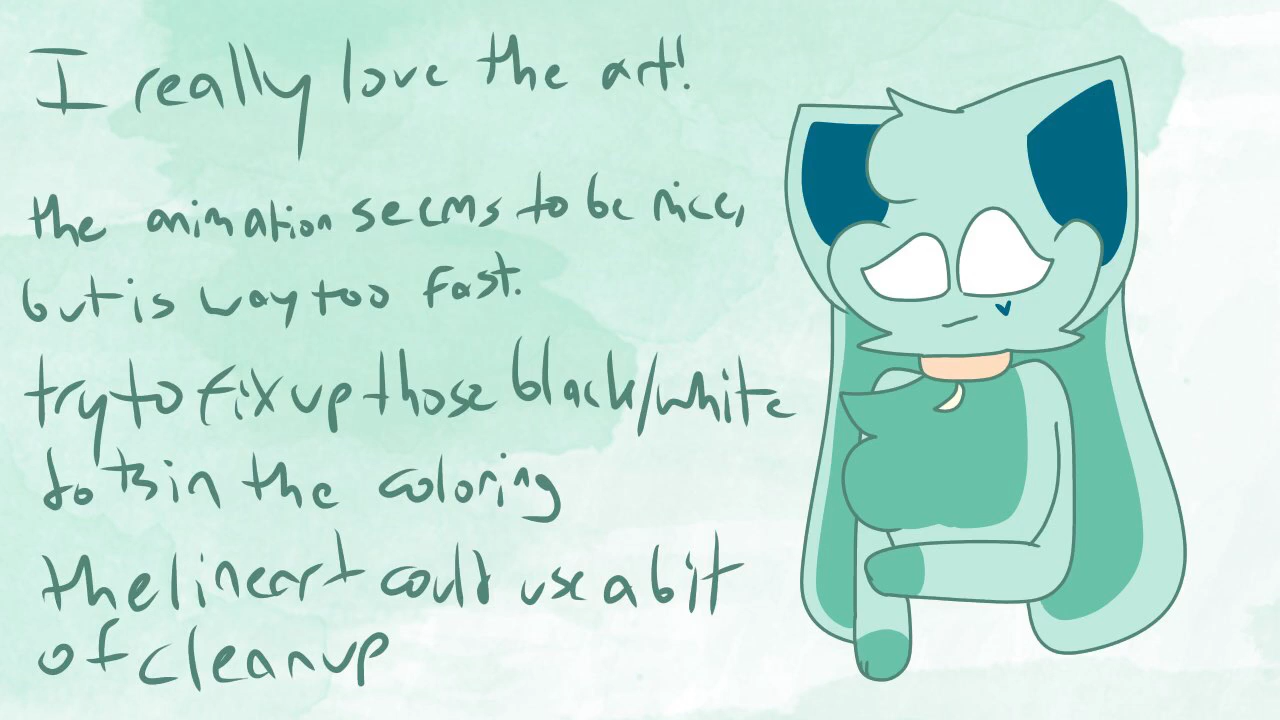 I really love the art!
the animation seems to be nice,
but is way too fast.
try to fix up those black/white
dots in the coloring
the lineart could use a bit
of cleanup